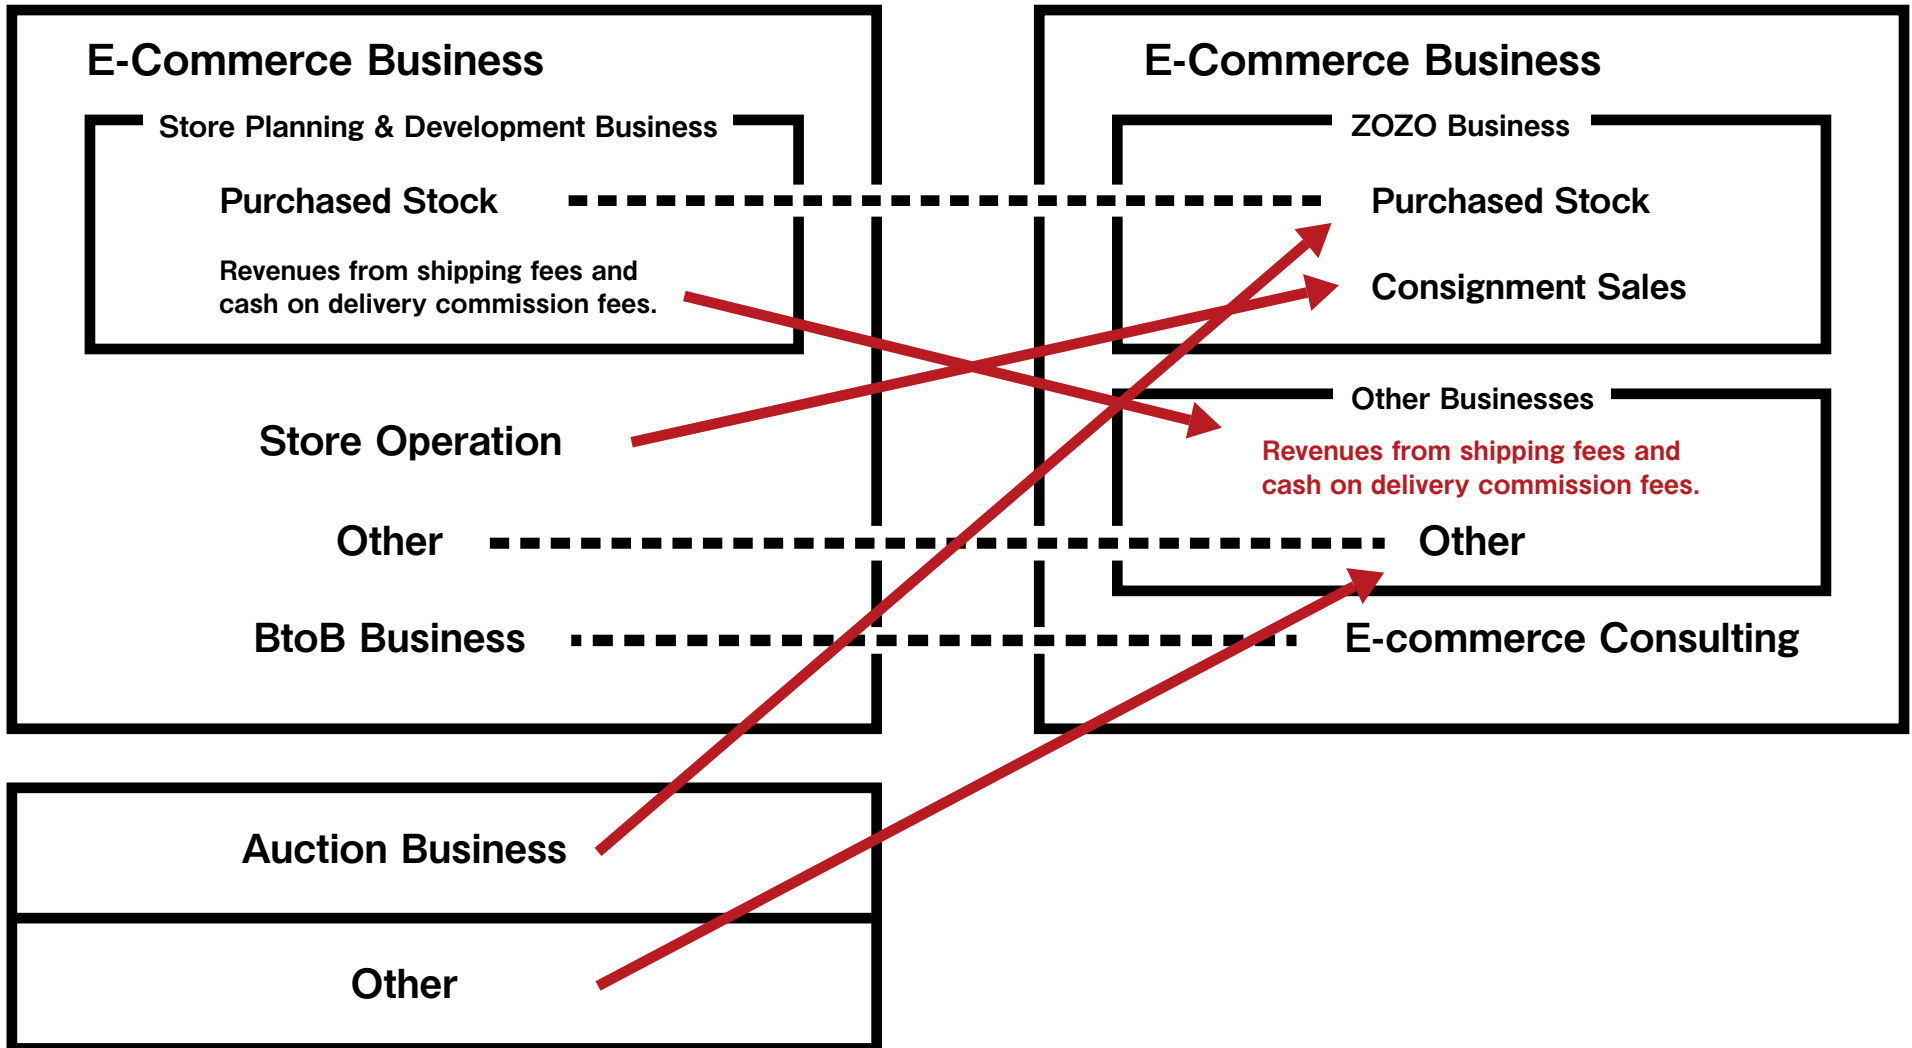 E-Commerce Business
Store Planning & Development Business
Purchased Stock
Revenues from shipping fees and
cash on delivery commission fees.
Store Operation
Other
BtoB Business
Auction Business
Other
E-Commerce Business
ZOZO Business
Purchased Stock
Consignment Sales
Other Businesses
Revenues from shipping fees and
cash on delivery commission fees.
Other
E-commerce Consulting